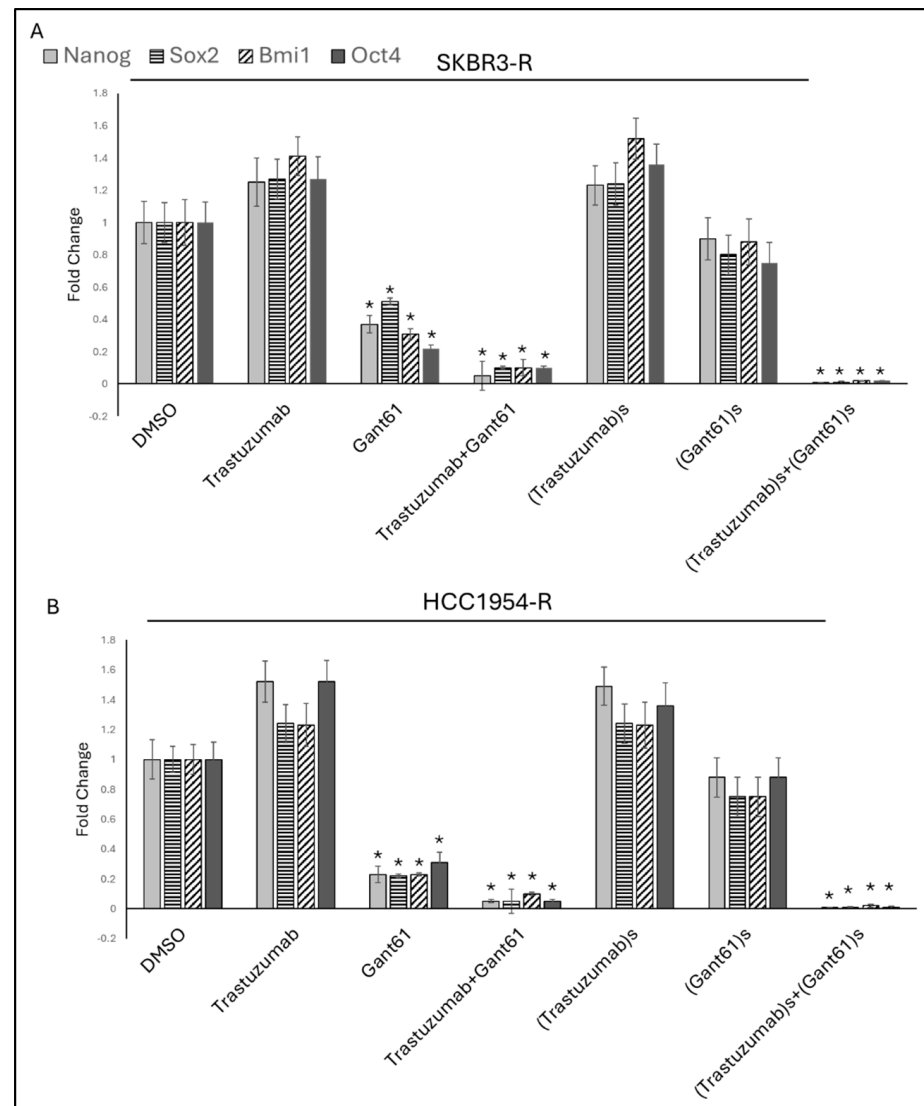 A
Nanog Sox2 Bmi1 Oct4
SKBR3-R
1.8
1.6
1.4
1.2
1
0.8
0.6
0.4
0.2
0
-0.2
Fold Change
* * * *
* * * *
* * * *
DMSO
Trastuzumab
Gant61
Trastuzumab+Gant61
(Trastuzumab)s
(Gant61)s
(Trastuzumab)s+(Gant61)s
B
HCC1954-R
1.8
1.6
1.4
1.2
1
0.8
0.6
0.4
0.2
0
-0.2
Fold Change
* * * *
* * * *
* * * *
DMSO
Trastuzumab
Gant61
Trastuzumab+Gant61
(Trastuzumab)s
(Gant61)s
(Trastuzumab)s+(Gant61)s